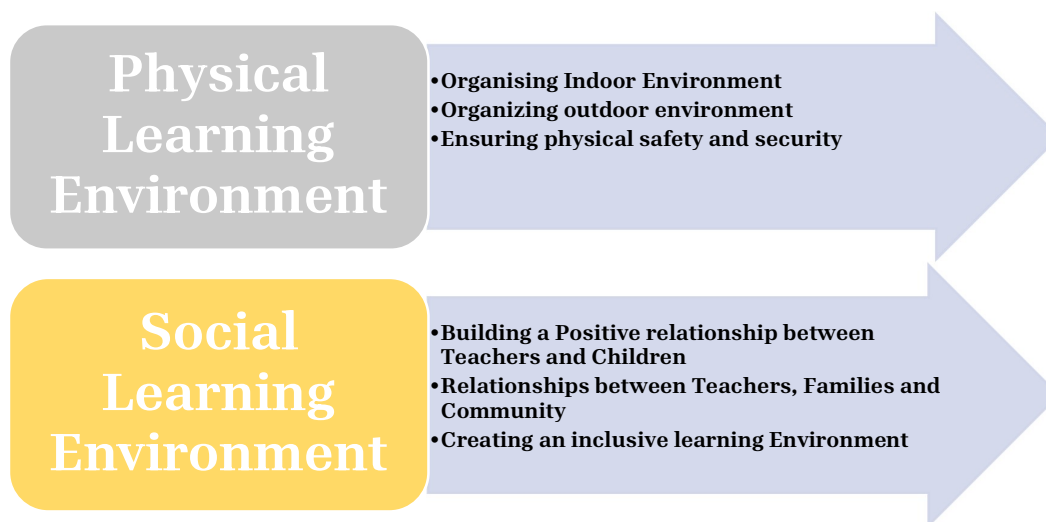 Physical
Learning
Environment
•Organising Indoor Environment
•Organizing outdoor environment
•Ensuring physical safety and security
Social
Learning
Environment
•Building a Positive relationship between
Teachers and Children
•Relationships between Teachers, Families and
Community
•Creating an inclusive learning Environment